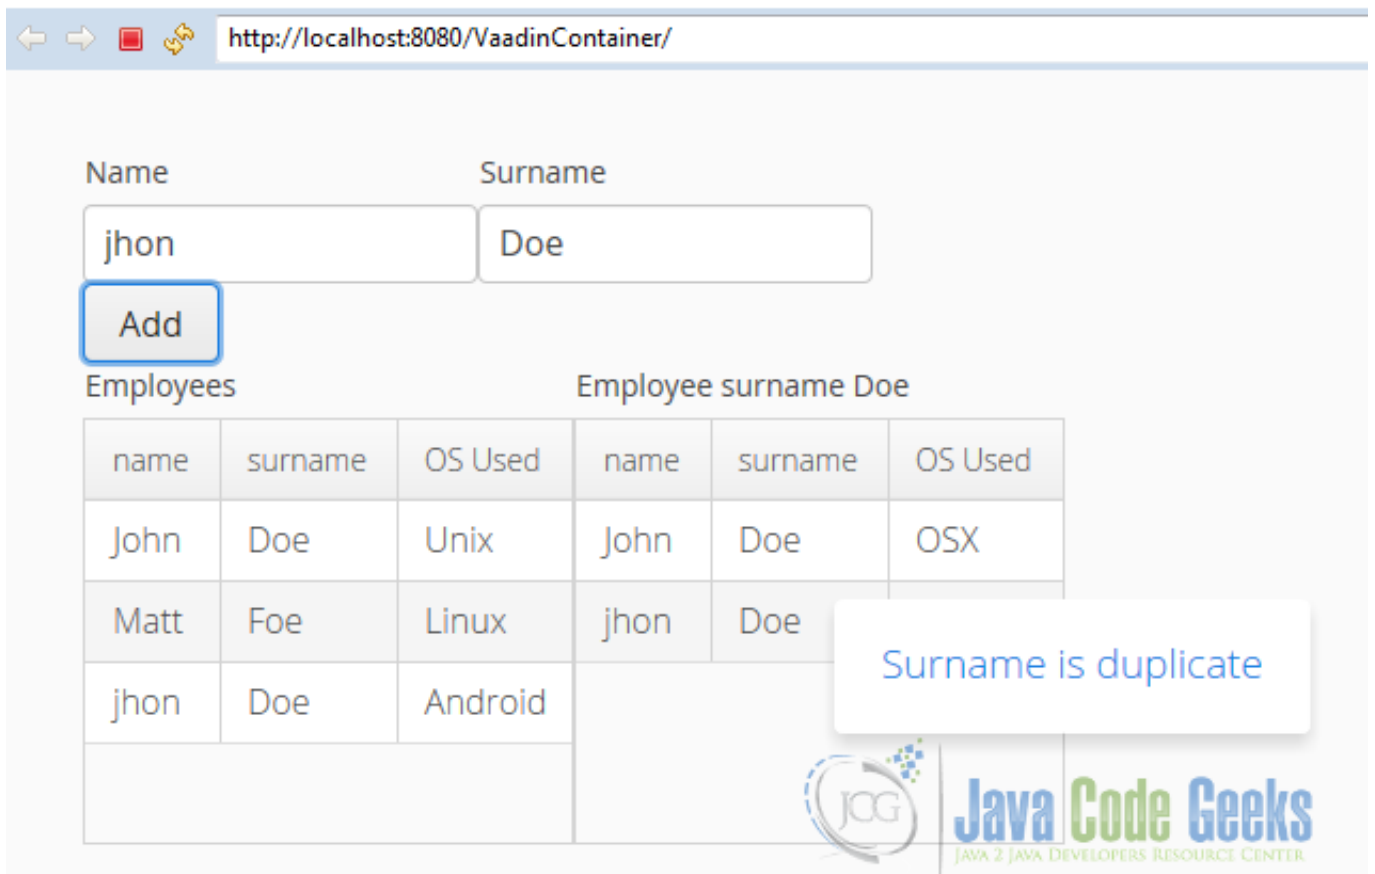 http://localhost:8080/VaadinContainer/
Name Surname
jhon Doe
Add
Employees Employee surname Doe
name surname OS Used name surname OS Used
John Doe Unix John Doe OSX
Matt Foe Linux jhon Doe
Surname is duplicate
jhon Doe Android
JCG Java Code Geeks
JAVA 2 JAVA DEVELOPERS RESOURCE CENTER